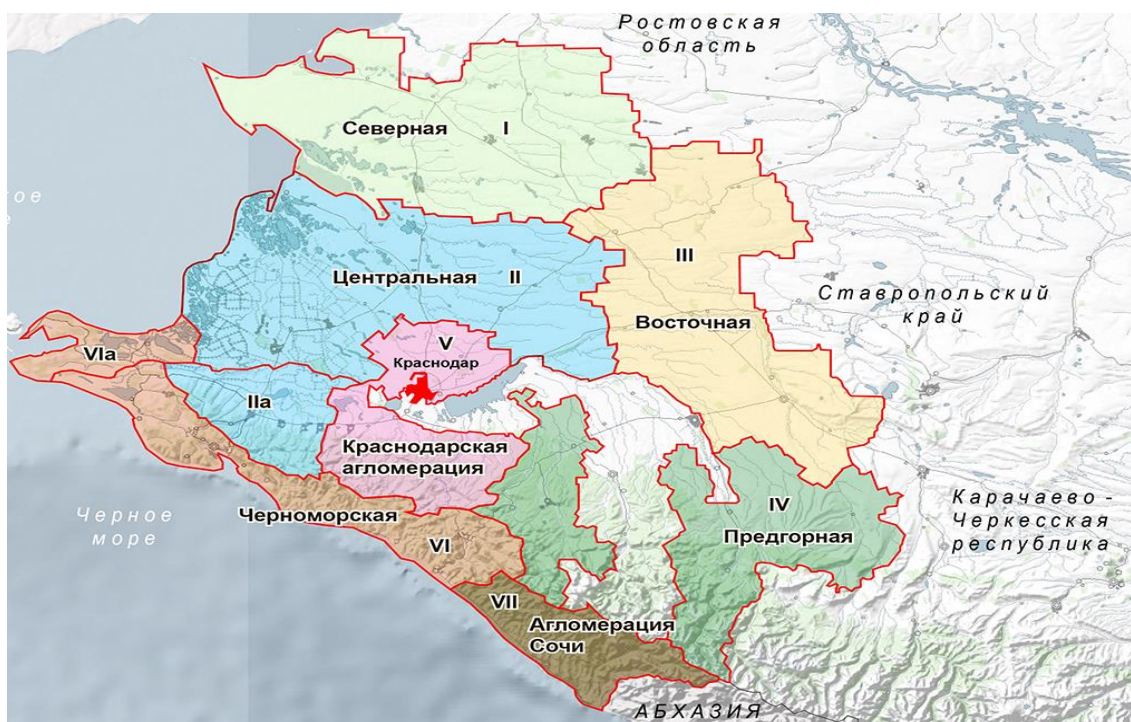 Ростовская
область
Северная I
кое
е
III
Центральная II
Ставропольский
край
Восточная
V
Краснодар
VIa
IIa
Краснодарская
агломерация
IV
Предгорная
Карачаево -
Черкесская
республика
Черное
море
Черноморская
VI
VII
Агломерация
Сочи
АБХАЗИЯ